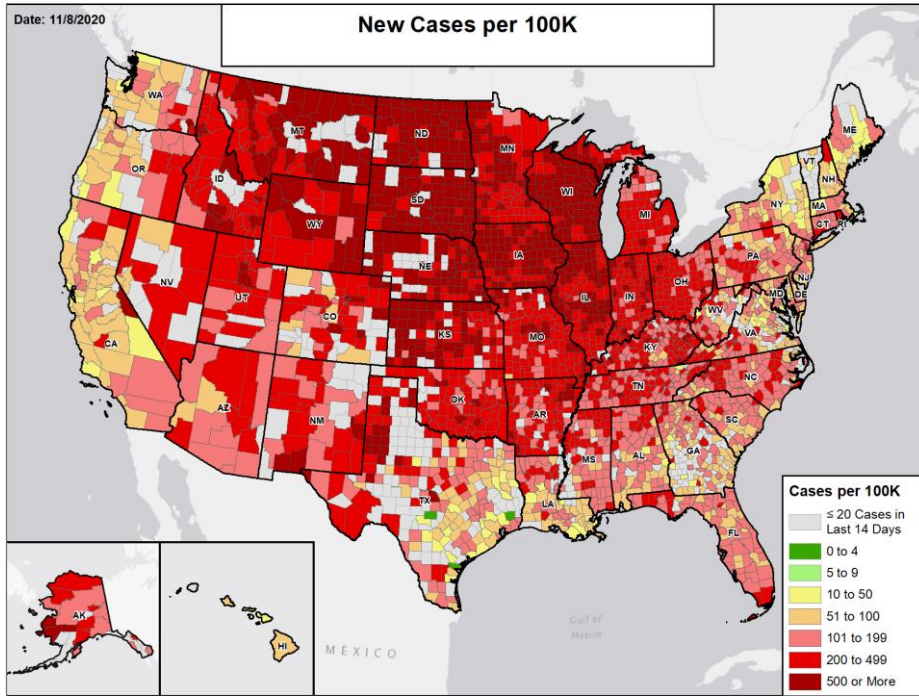 Date: 11/8/2020
New Cases per 100K
WA
MT
ND
MN
ME
OR
ID
SD
WI
VT
NH
NY
MA
WY
MI
CT
RI
IA
PA
NE
NJ
NV
OH
MD
DE
UT
IL
IN
CO
WV
CA
KS
MO
VA
KY
NC
TN
AZ
OK
NM
AR
SC
MS
AL
GA
TX
LA
FL
Cases per 100K
≤ 20 Cases in
Last 14 Days
0 to 4
5 to 9
10 to 50
51 to 100
101 to 199
200 to 499
500 or More
AK
HI
MÉXICO
Gulf of
Mexico